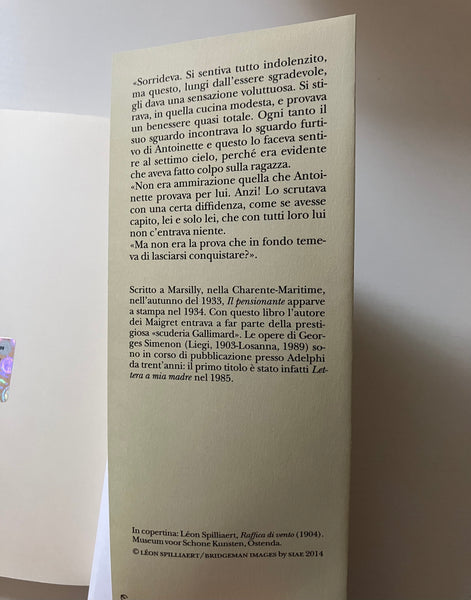 «Sorrideva. Si sentiva tutto indolenzito,
ma questo, lungi dall'essere sgradevole,
gli dava una sensazione voluttuosa. Si sti-
rava, in quella cucina modesta, e provava
un benessere quasi totale. Ogni tanto il
suo sguardo incontrava lo sguardo furti-
vo di Antoinette e questo lo faceva senti-
re al settimo cielo, perché era evidente
che aveva fatto colpo sulla ragazza.
«Non era ammirazione quella che Antoi-
nette provava per lui. Anzi! Lo scrutava
con una certa diffidenza, come se avesse
capito, lei e solo lei, che con tutti loro lui
non c'entrava niente.
«Ma non era la prova che in fondo teme-
va di lasciarsi conquistare?».
Scritto a Marsilly, nella Charente-Maritime,
nell'autunno del 1933, Il pensionante apparve
a stampa nel 1934. Con questo libro l'autore
dei Maigret entrava a far parte della presti-
giosa «scuderia Gallimard». Le opere di Geor-
ges Simenon (Liegi, 1903-Losanna, 1989) so-
no in corso di pubblicazione presso Adelphi
da trent'anni: il primo titolo è stato infatti Let-
tera a mia madre nel 1985.
In copertina: Léon Spilliaert, Raffica di vento (1904).
Museum voor Schone Kunsten, Ostenda.
© LÉON SPILLIAERT/BRIDGEMAN IMAGES by SIAE 2014